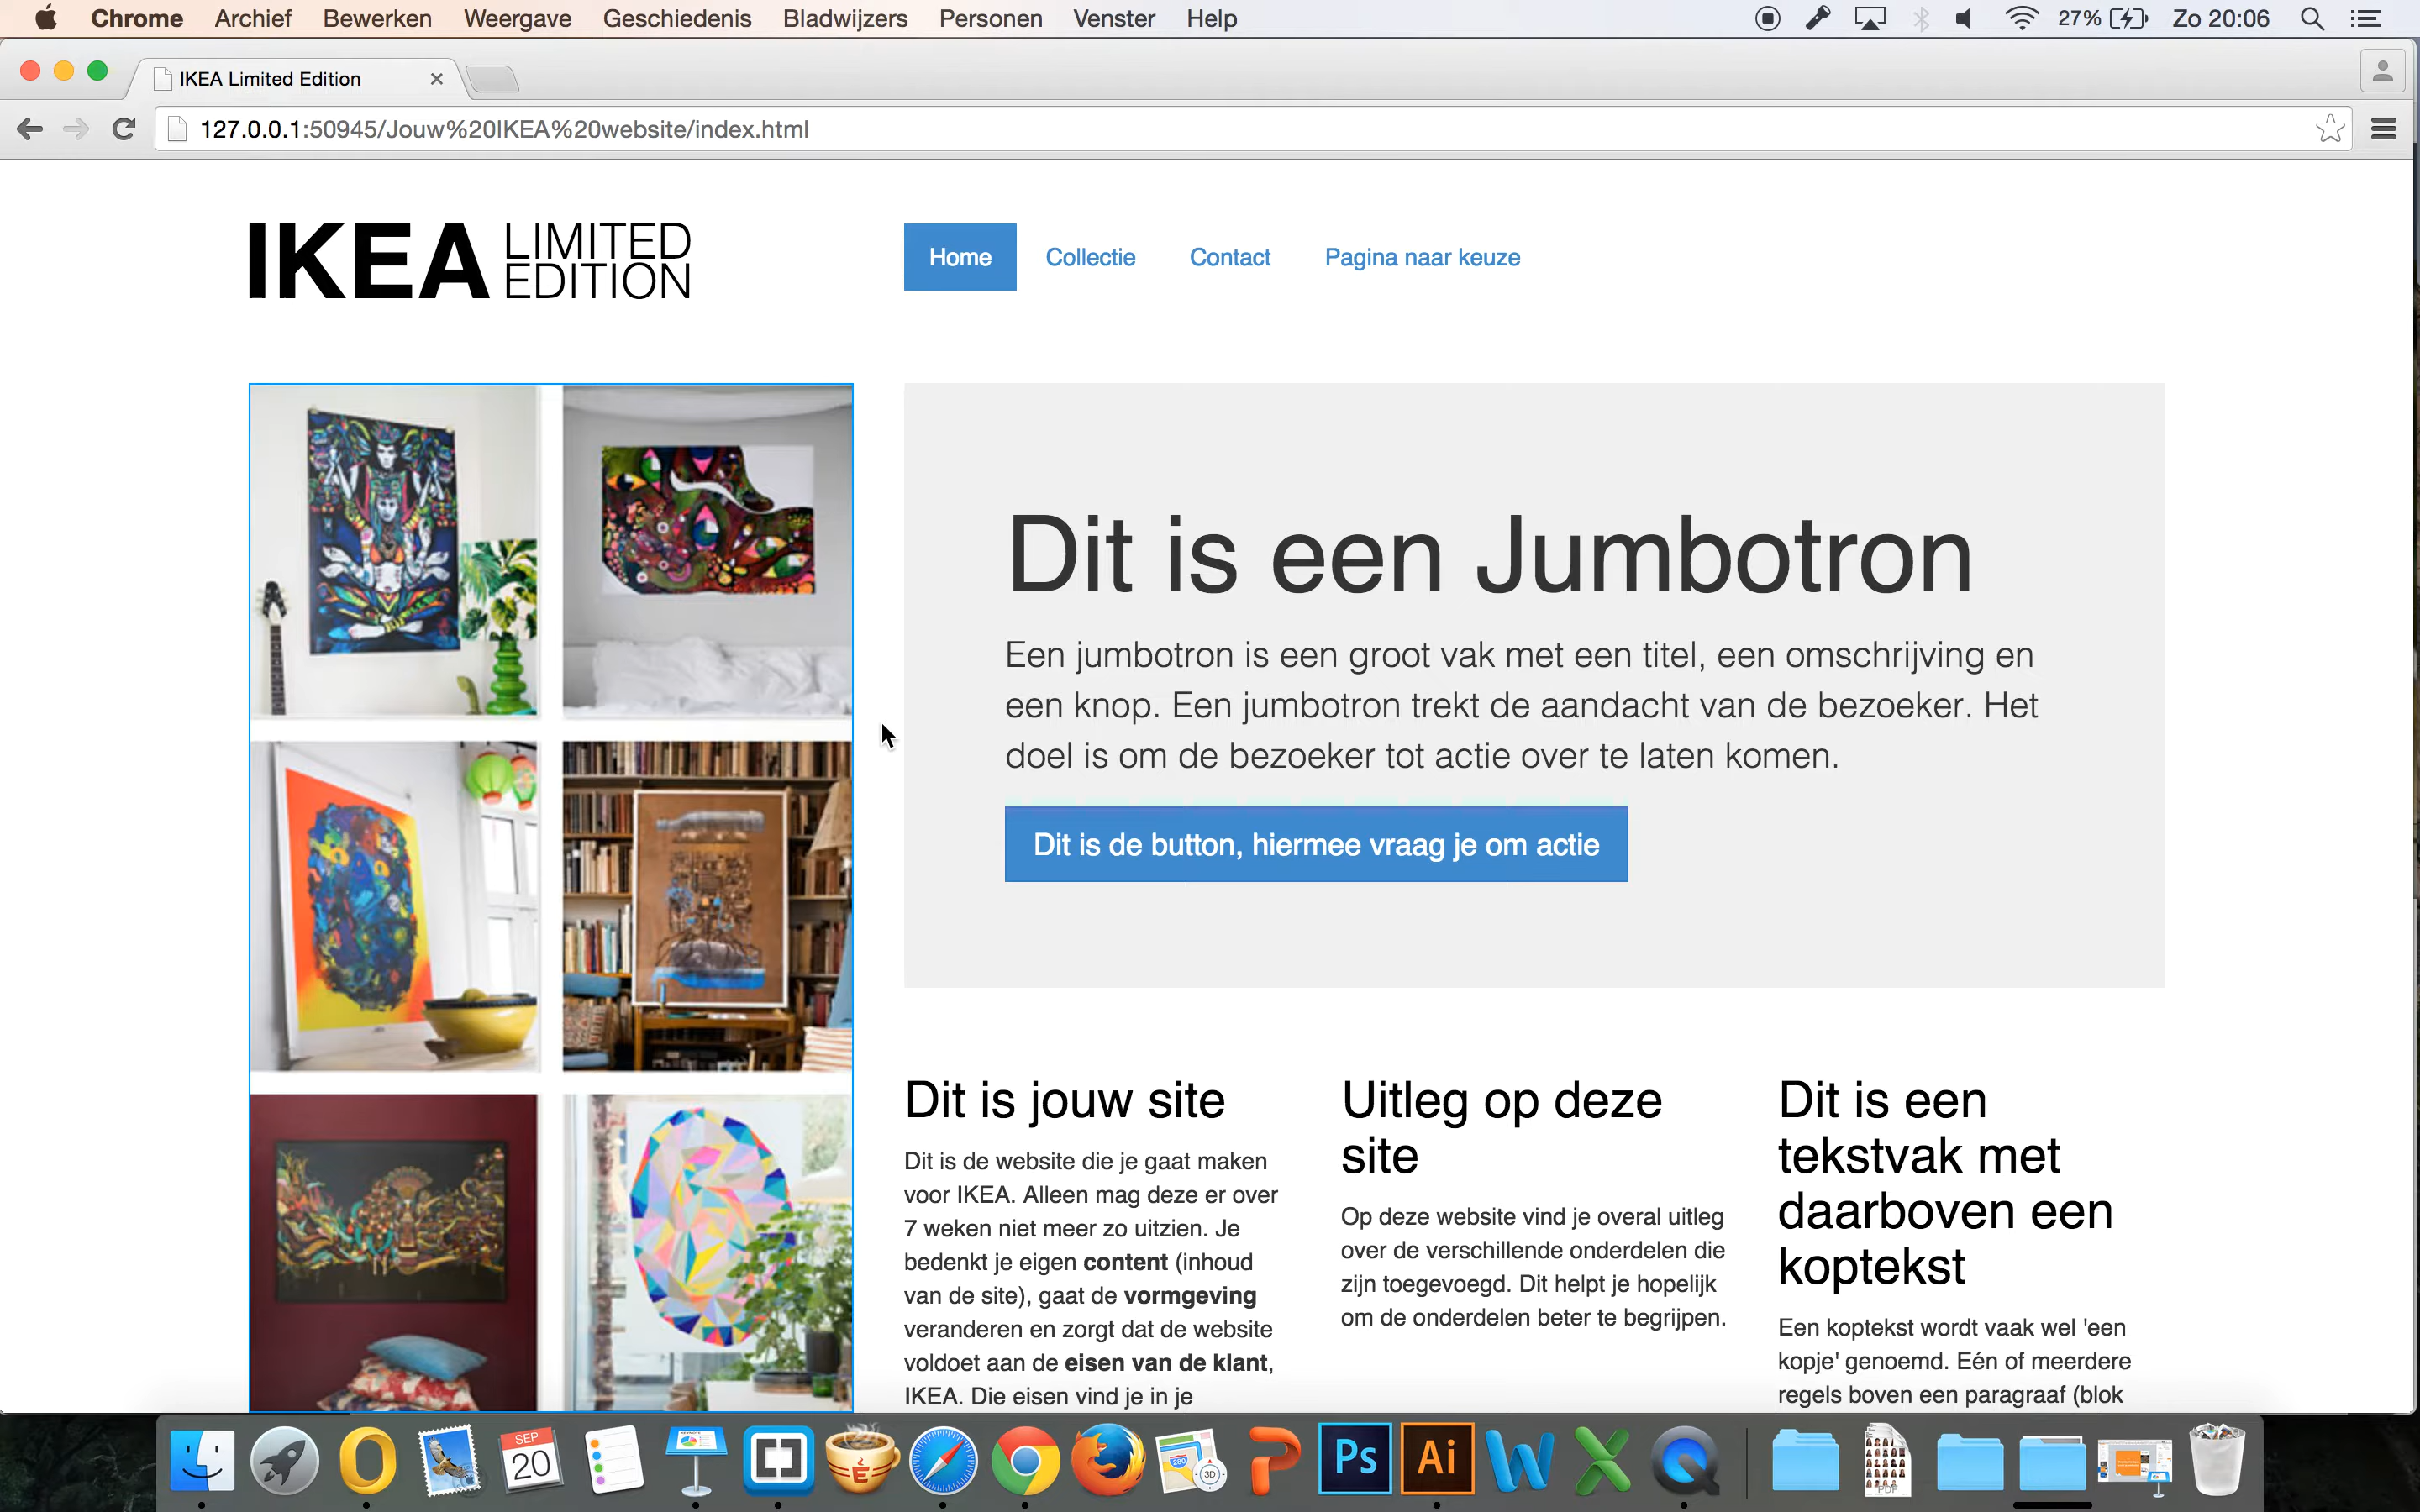 Chrome Archief Bewerken Weergave Geschiedenis Bladwijzers Personen Venster Help 27% Zo 20:06
IKEA Limited Edition
127.0.0.1:50945/Jouw%20IKEA%20website/index.html
IKEA LIMITED
EDITION
Home Collectie Contact Pagina naar keuze
Dit is een Jumbotron
Een jumbotron is een groot vak met een titel, een omschrijving en
een knop. Een jumbotron trekt de aandacht van de bezoeker. Het
doel is om de bezoeker tot actie over te laten komen.
Dit is de button, hiermee vraag je om actie
Dit is jouw site
Dit is de website die je gaat maken
voor IKEA. Alleen mag deze er over
7 weken niet meer zo uitzien. Je
bedenkt je eigen content (inhoud
van de site), gaat de vormgeving
veranderen en zorgt dat de website
voldoet aan de eisen van de klant,
IKEA. Die eisen vind je in je
Uitleg op deze
site
Op deze website vind je overal uitleg
over de verschillende onderdelen die
zijn toegevoegd. Dit helpt je hopelijk
om de onderdelen beter te begrijpen.
Dit is een
tekstvak met
daarboven een
koptekst
Een koptekst wordt vaak wel 'een
kopje' genoemd. Eén of meerdere
regels boven een paragraaf (blok
SEP
20
280
3D
Ps
Ai
PDF